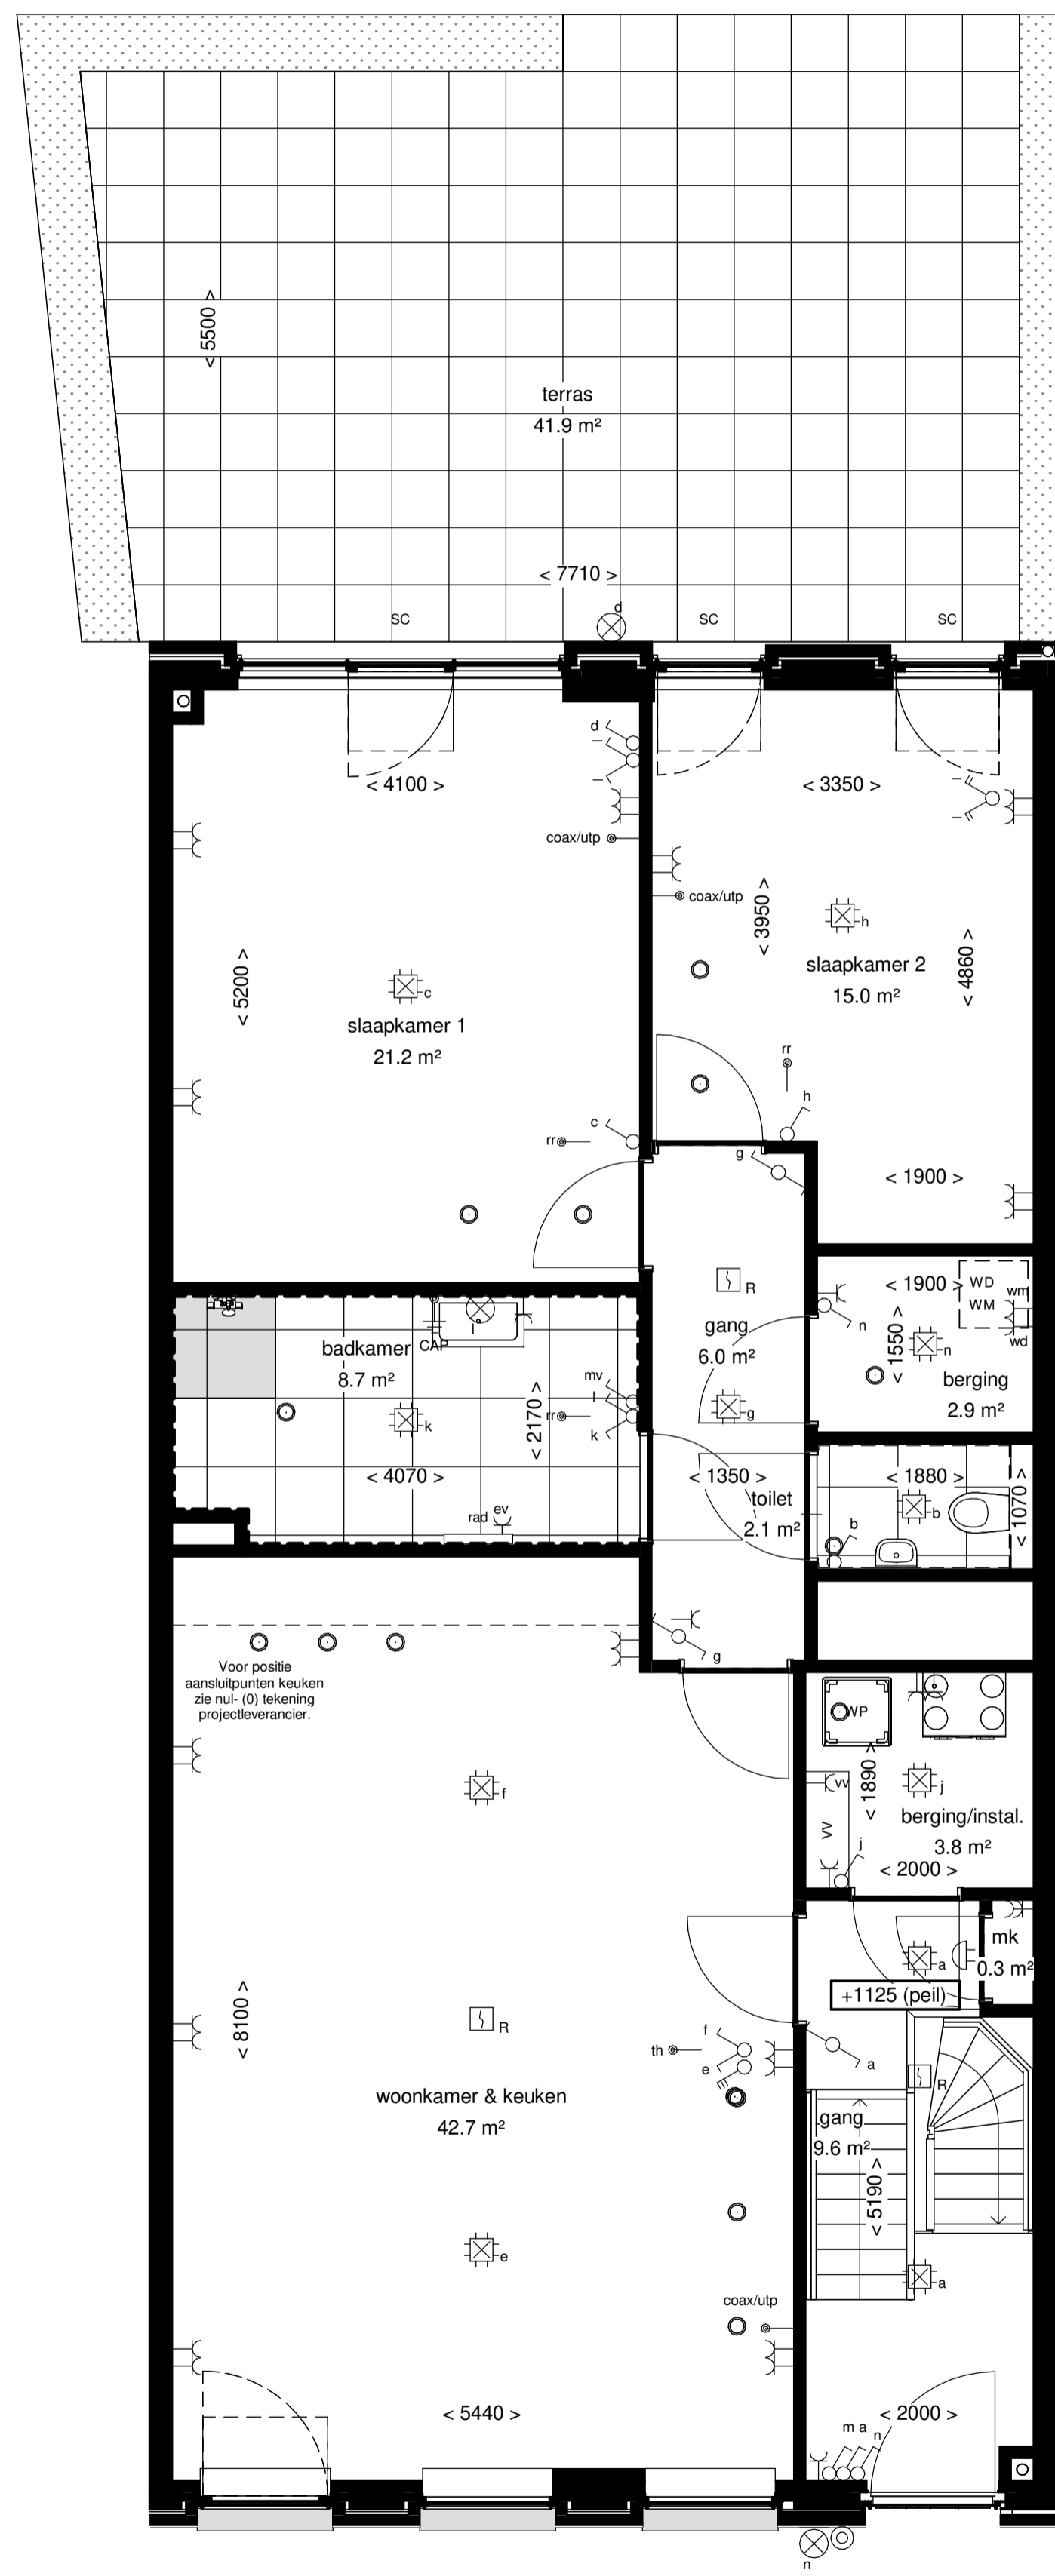 < 5500 >
terras
41.9 m²
< 7710 >
d
SC
SC
SC
d
< 4100 >
< 3350 >
coax/utp
coax/utp
< 3950 >
h
< 5200 >
c
slaapkamer 2
15.0 m²
< 4860 >
slaapkamer 1
21.2 m²
rr
h
c
rr
g
< 1900 >
R
< 1900 >
WD
WM
wm
wd
n
< 1550 >
n
gang
6.0 m²
badkamer
8.7 m²
CAP
l
mv
l
rr
k
k
< 2170 >
g
berging
2.9 m²
< 4070 >
< 1350 >
< 1880 >
< 1070 >
toilet
2.1 m²
b
b
rad
ev
g
Voor positie
aansluitpunten keuken
zie nul- (0) tekening
projectleverancier.
WP
< 1890 >
vv
VV
j
f
berging/instal.
3.8 m²
j
< 2000 >
mk
0.3 m²
a
+1125 (peil)
< 8100 >
R
th
f
e
a
R
woonkamer & keuken
42.7 m²
gang
9.6 m²
< 5190 >
e
a
coax/utp
< 5440 >
< 2000 >
m a
n
n